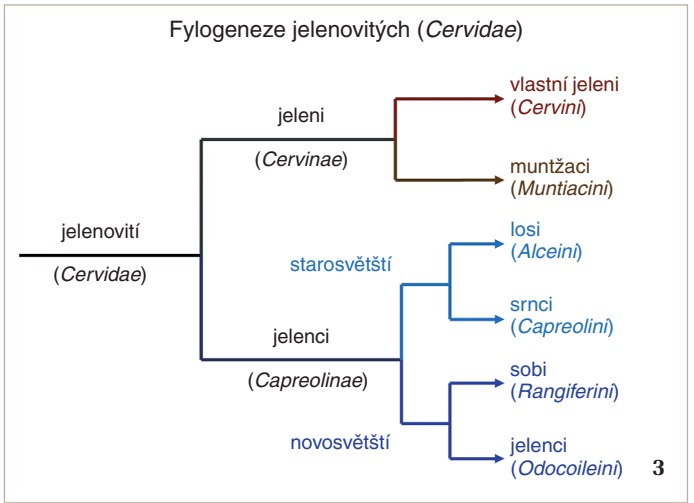 Fylogeneze jelenovitých (Cervidae)
vlastní jeleni
(Cervini)
jeleni
(Cervinae)
muntžaci
(Muntiacini)
jelenovití
(Cervidae)
losi
(Alceini)
starosvětští
srnci
(Capreolini)
jelenci
(Capreolinae)
sobi
(Rangiferini)
novosvětští
jelenci
(Odocoileini)
3